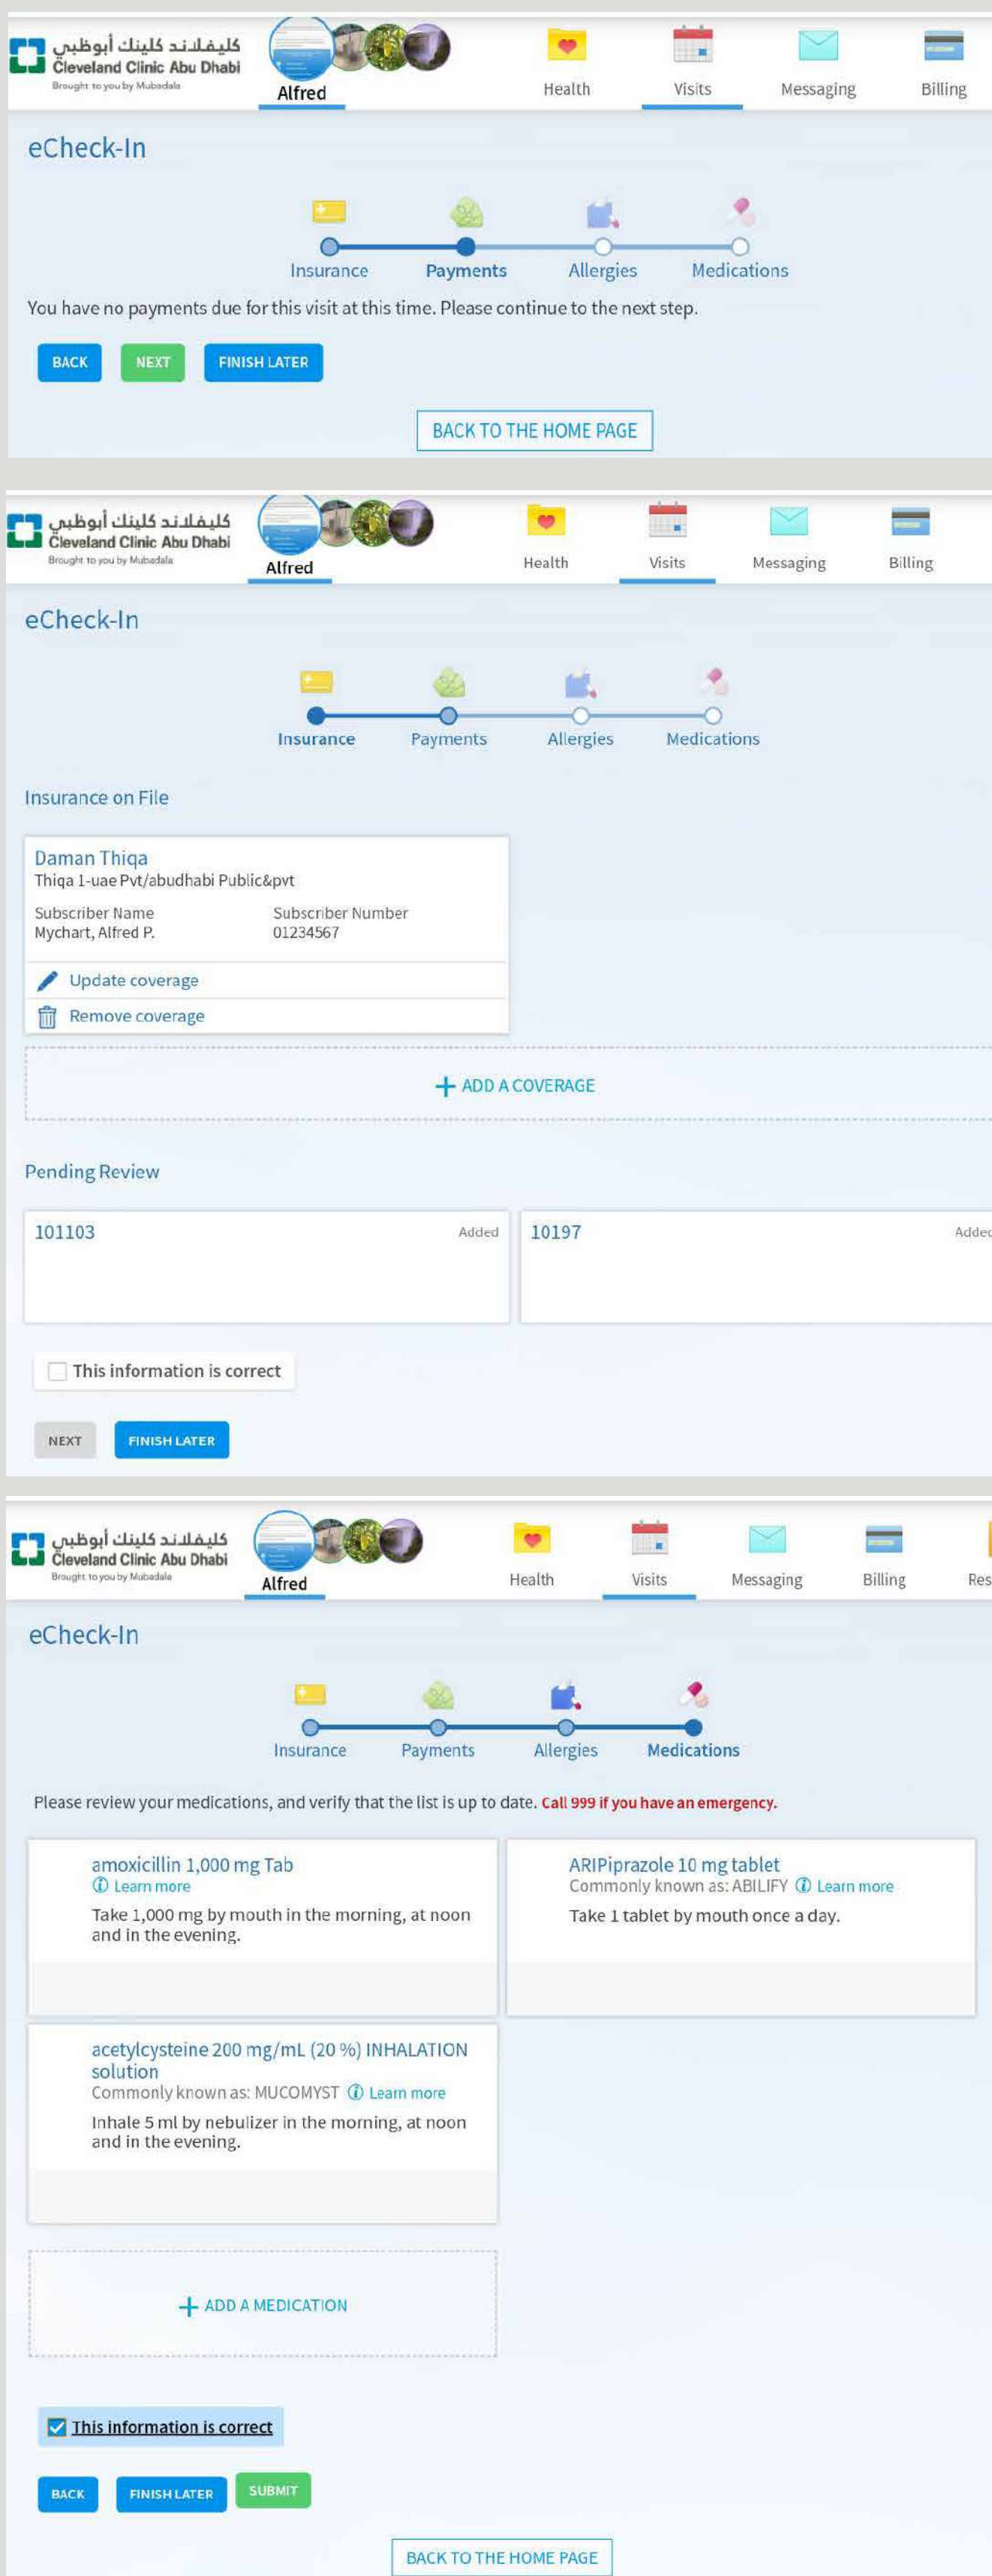 كليفلاند كلينك أبوظبي
Cleveland Clinic Abu Dhabi
Brought to you by Mubadala
Alfred
Health
Visits
Messaging
Billing
eCheck-In
Insurance
Payments
Allergies
Medications
You have no payments due for this visit at this time. Please continue to the next step.
BACK
NEXT
FINISH LATER
BACK TO THE HOME PAGE
كليفلاند كلينك أبوظبي
Cleveland Clinic Abu Dhabi
Brought to you by Mubadala
Alfred
Health
Visits
Messaging
Billing
eCheck-In
Insurance
Payments
Allergies
Medications
Insurance on File
Daman Thiqa
Thiqa 1-uae Pvt/abudhabi Public&pvt
Subscriber Name
Subscriber Number
Mychart, Alfred P.
01234567
Update coverage
Remove coverage
+ ADD A COVERAGE
Pending Review
101103
Added
10197
Added
This information is correct
NEXT
FINISH LATER
كليفلاند كلينك أبوظبي
Cleveland Clinic Abu Dhabi
Brought to you by Mubadala
Alfred
Health
Visits
Messaging
Billing
Res
eCheck-In
Insurance
Payments
Allergies
Medications
Please review your medications, and verify that the list is up to date. Call 999 if you have an emergency.
amoxicillin 1,000 mg Tab
Learn more
Take 1,000 mg by mouth in the morning, at noon
and in the evening.
ARIPiprazole 10 mg tablet
Commonly known as: ABILIFY Learn more
Take 1 tablet by mouth once a day.
acetylcysteine 200 mg/mL (20 %) INHALATION
solution
Commonly known as: MUCOMYST Learn more
Inhale 5 ml by nebulizer in the morning, at noon
and in the evening.
+ ADD A MEDICATION
This information is correct
BACK
FINISH LATER
SUBMIT
BACK TO THE HOME PAGE